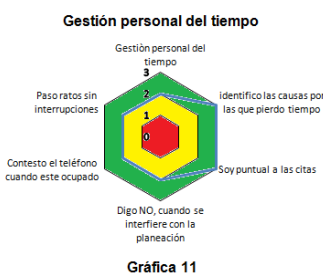 Gestión personal del tiempo
Gestiòn personal del
tiempo
3
2
1
0
identifico las causas por
las que pierdo tiempo
Soy puntual a las citas
Digo NO, cuando se
interfiere con la
planeación
Contesto el teléfono
cuando este ocupado
Paso ratos sin
interrupciones
Gráfica 11